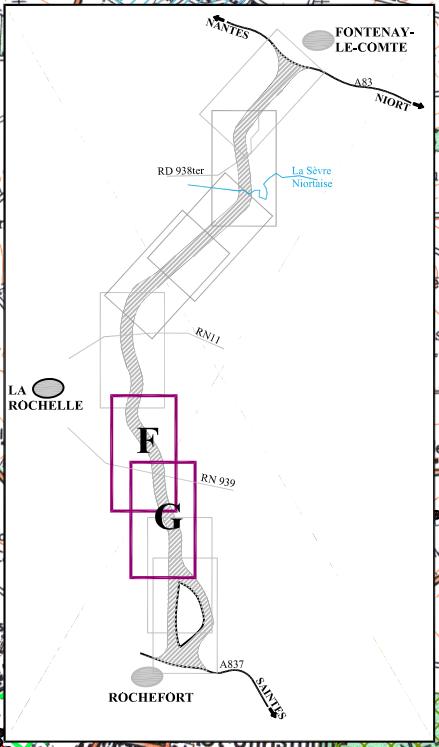 NANTES
FONTENAY-
LE-COMTE
A83
NIORT
RD 938ter
La Sèvre
Niortaise
RN11
LA
ROCHELLE
F
RN 939
G
A837
ROCHEFORT
SAINTES